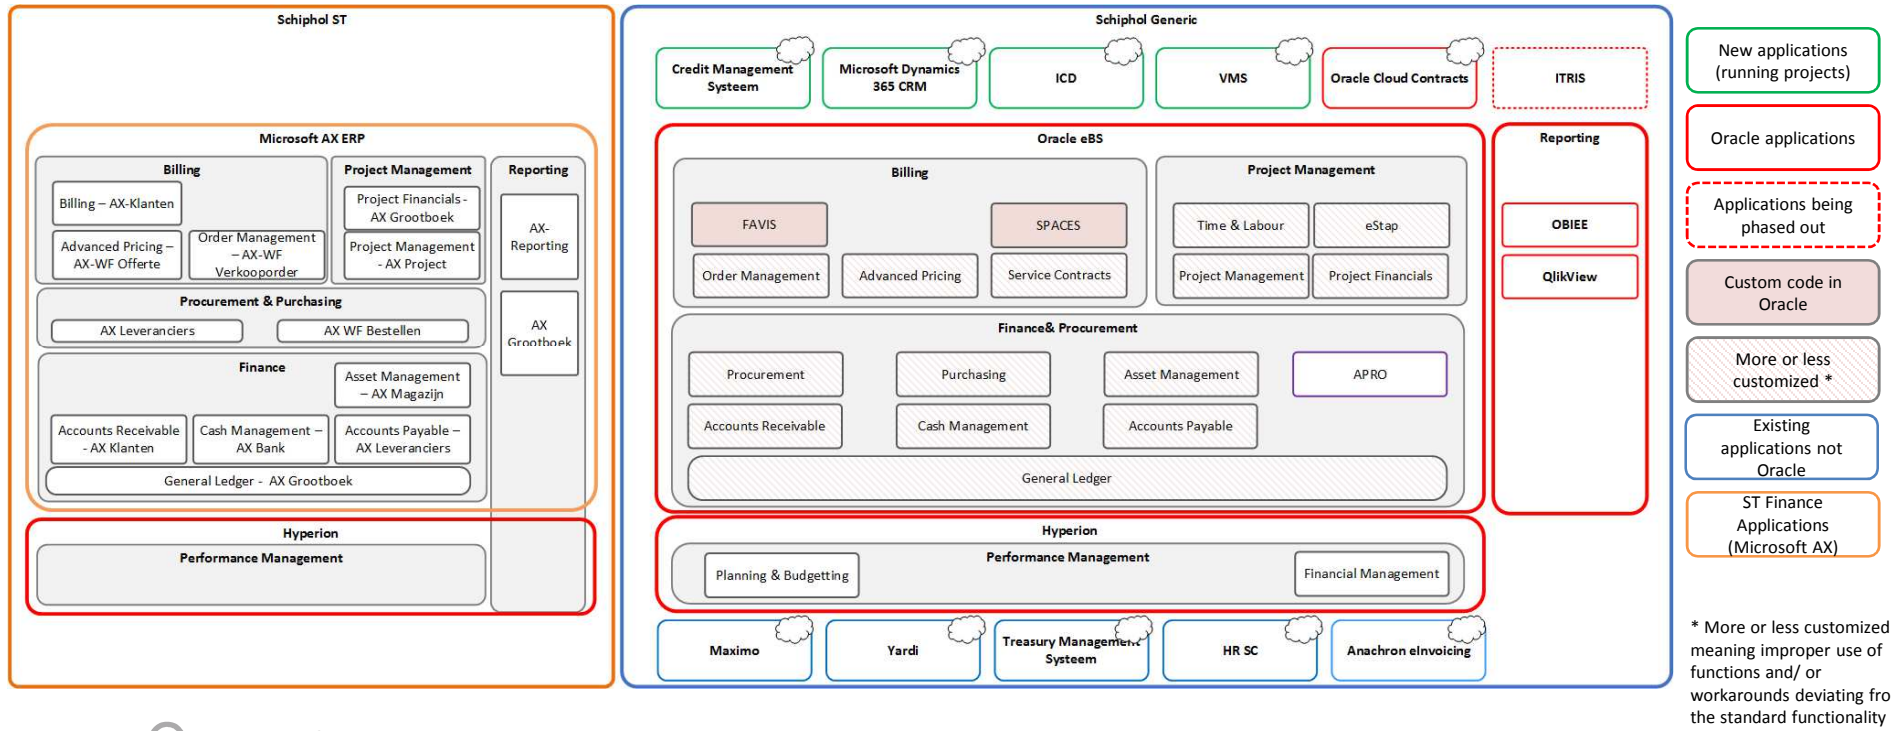 Schiphol ST
Microsoft AX ERP
Billing
Billing – AX-Klanten
Advanced Pricing –
AX-WF Offerte
Order Management
– AX-WF
Verkooporder
Project Management
Project Financials -
AX Grootboek
Project Management
- AX Project
Reporting
AX-
Reporting
AX
Grootboek
Procurement & Purchasing
AX Leveranciers
AX WF Bestellen
Finance
Asset Management
– AX Magazijn
Accounts Receivable
- AX Klanten
Cash Management –
AX Bank
Accounts Payable –
AX Leveranciers
General Ledger - AX Grootboek
Hyperion
Performance Management
Schiphol Generic
Credit Management
Systeem
Microsoft Dynamics
365 CRM
ICD
VMS
Oracle Cloud Contracts
ITRIS
Oracle eBS
Billing
FAVIS
SPACES
Order Management
Advanced Pricing
Service Contracts
Project Management
Time & Labour
eStap
Project Management
Project Financials
Finance& Procurement
Procurement
Purchasing
Asset Management
APRO
Accounts Receivable
Cash Management
Accounts Payable
General Ledger
Reporting
OBIEE
QlikView
Hyperion
Performance Management
Planning & Budgetting
Financial Management
Maximo
Yardi
Treasury Management
Systeem
HR SC
Anachron eInvoicing
New applications
(running projects)
Oracle applications
Applications being
phased out
Custom code in
Oracle
More or less
customized *
Existing
applications not
Oracle
ST Finance
Applications
(Microsoft AX)
* More or less customized
meaning improper use of
functions and/ or
workarounds deviating fro
the standard functionality